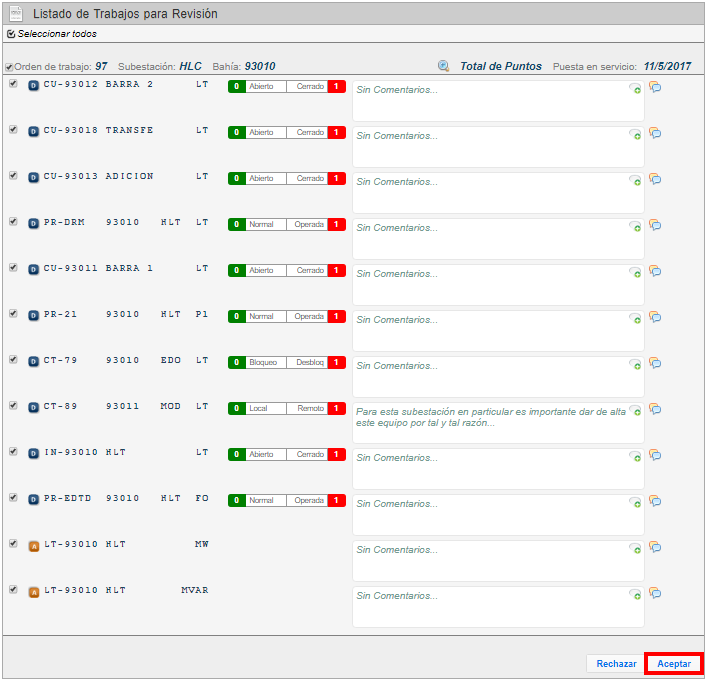 Listado de Trabajos para Revisión
Seleccionar todos
Orden de trabajo: 97 Subestación: HLC Bahía: 93010 Total de Puntos Puesta en servicio: 11/5/2017
D CU-93012 BARRA 2 LT 0 Abierto Cerrado 1 Sin Comentarios...
D CU-93018 TRANSFE LT 0 Abierto Cerrado 1 Sin Comentarios...
D CU-93013 ADICION LT 0 Abierto Cerrado 1 Sin Comentarios...
D PR-DRM 93010 HLT LT 0 Normal Operada 1 Sin Comentarios...
D CU-93011 BARRA 1 LT 0 Abierto Cerrado 1 Sin Comentarios...
D PR-21 93010 HLT P1 0 Normal Operada 1 Sin Comentarios...
D CT-79 93010 EDO LT 0 Bloqueo Desbloq 1 Sin Comentarios...
D CT-89 93011 MOD LT 0 Local Remoto 1 Para esta subestación en particular es importante dar de alta
este equipo por tal y tal razón...
D IN-93010 HLT LT 0 Abierto Cerrado 1 Sin Comentarios...
D PR-EDTD 93010 HLT FO 0 Normal Operada 1 Sin Comentarios...
A LT-93010 HLT MW Sin Comentarios...
A LT-93010 HLT MVAR Sin Comentarios...
Rechazar Aceptar